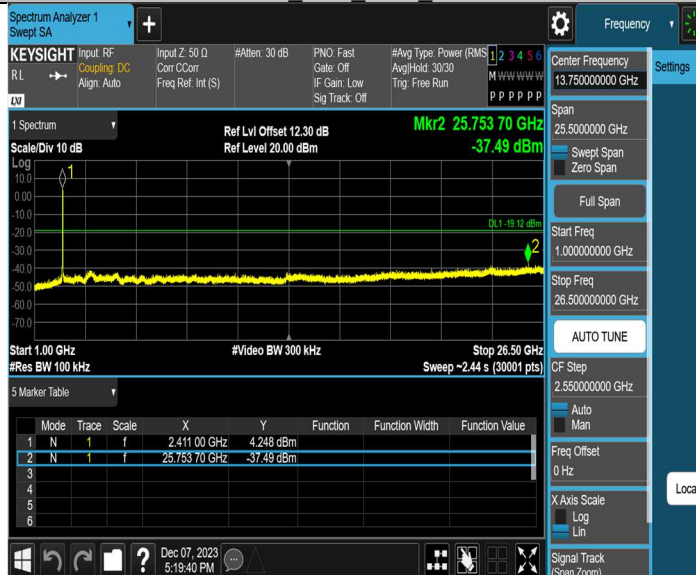 Spectrum Analyzer 1
Swept SA
+
Frequency
KEYSIGHT Input: RF Input Z: 50 Ω #Atten: 30 dB PNO: Fast #Avg Type: Power (RMS 1 2 3 4 5 6
RL Coupling: DC Corr CCorr Gate: Off Avg|Hold: 30/30 M W W W W W
Align: Auto Freq Ref: Int (S) IF Gain: Low Trig: Free Run
LXI Sig Track: Off P P P P P P
1 Spectrum
Ref Lvl Offset 12.30 dB Mkr2 25.753 70 GHz
Scale/Div 10 dB Ref Level 20.00 dBm -37.49 dBm
Log
10.0
0.00
-10.0
-20.0
-30.0
-40.0
-50.0
-60.0
-70.0
1
DL1 -19.12 dBm
2
Start 1.00 GHz #Video BW 300 kHz Stop 26.50 GHz
#Res BW 100 kHz Sweep ~2.44 s (30001 pts)
5 Marker Table
Mode Trace Scale X Y Function Function Width Function Value
1 N 1 f 2.411 00 GHz 4.248 dBm
2 N 1 f 25.753 70 GHz -37.49 dBm
3
4
5
6
? Dec 07, 2023
5:19:40 PM
Center Frequency
13.750000000 GHz
Settings
Span
25.5000000 GHz
Swept Span
Zero Span
Full Span
Start Freq
1.000000000 GHz
Stop Freq
26.500000000 GHz
AUTO TUNE
CF Step
2.550000000 GHz
Auto
Man
Freq Offset
0 Hz
X Axis Scale
Log
Lin
Signal Track
(Span Zoom)
Loca